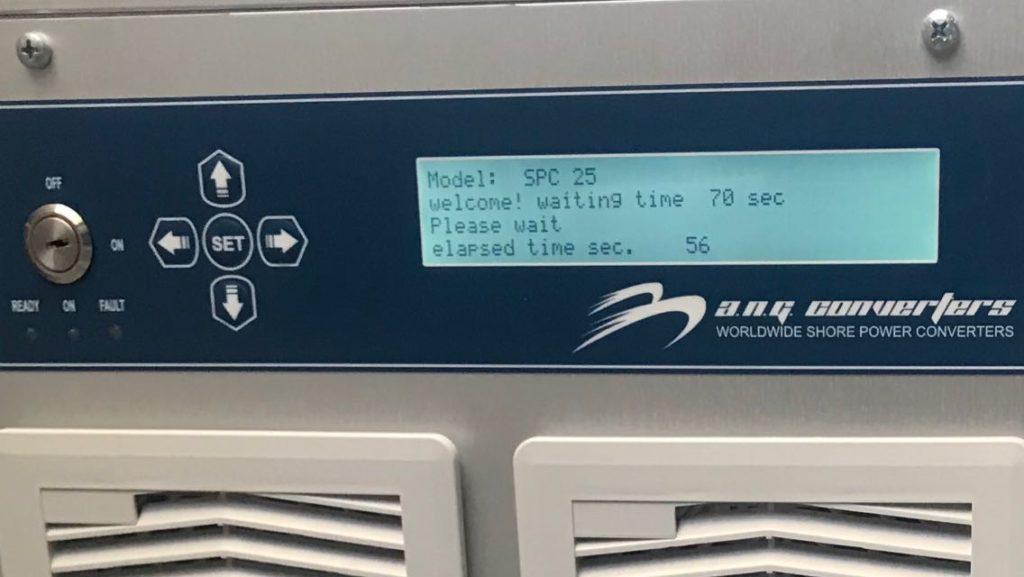 OFF
ON
READY ON FAULT
SET
Model: SPC 25
welcome! waiting time 70 sec
Please wait
elapsed time sec. 56
a.n.g. converters
WORLDWIDE SHORE POWER CONVERTERS